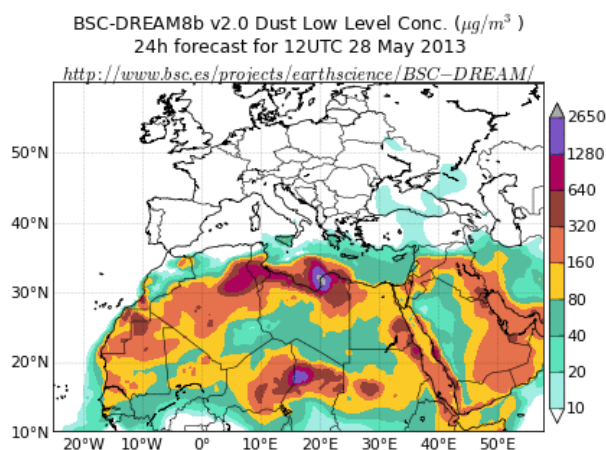 BSC-DREAM8b v2.0 Dust Low Level Conc. (μg/m³ )
24h forecast for 12UTC 28 May 2013
http://www.bsc.es/projects/earthscience/BSC−DREAM/
2650
1280
640
320
160
80
40
20
10
50°N
40°N
30°N
20°N
10°N
20°W 10°W 0° 10°E 20°E 30°E 40°E 50°E